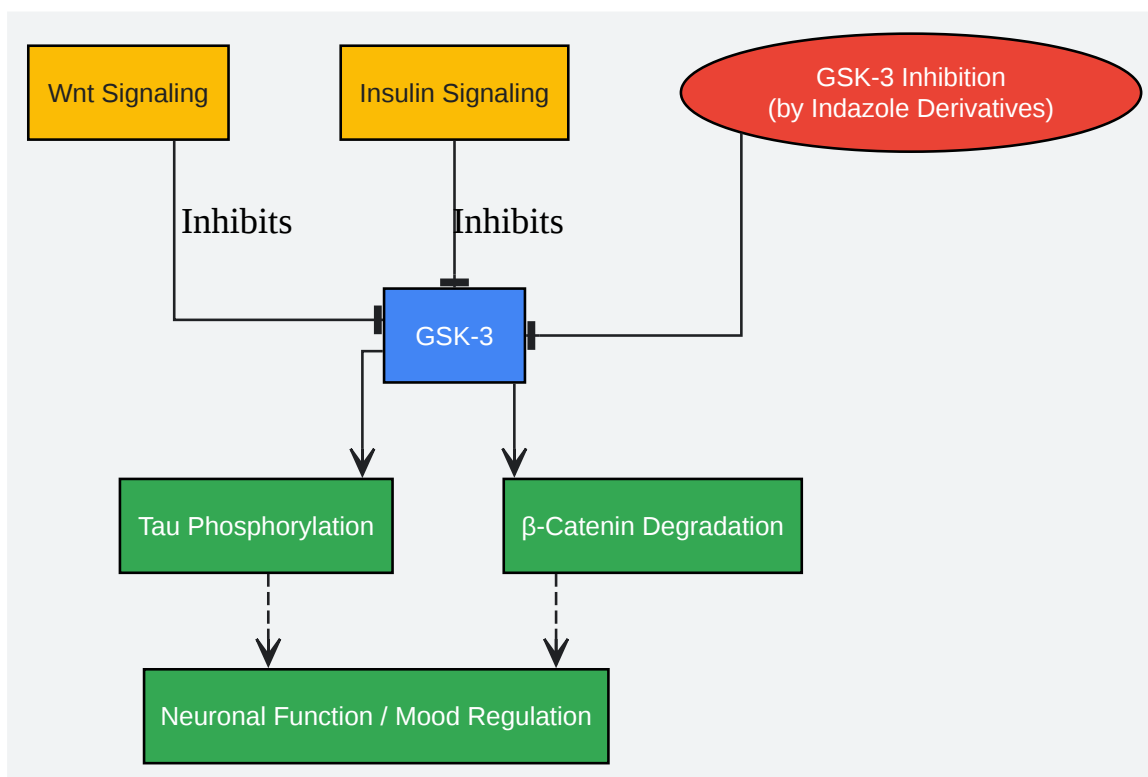 Wnt Signaling
Insulin Signaling
GSK-3 Inhibition
(by Indazole Derivatives)
Inhibits
Inhibits
GSK-3
Tau Phosphorylation
β-Catenin Degradation
Neuronal Function / Mood Regulation